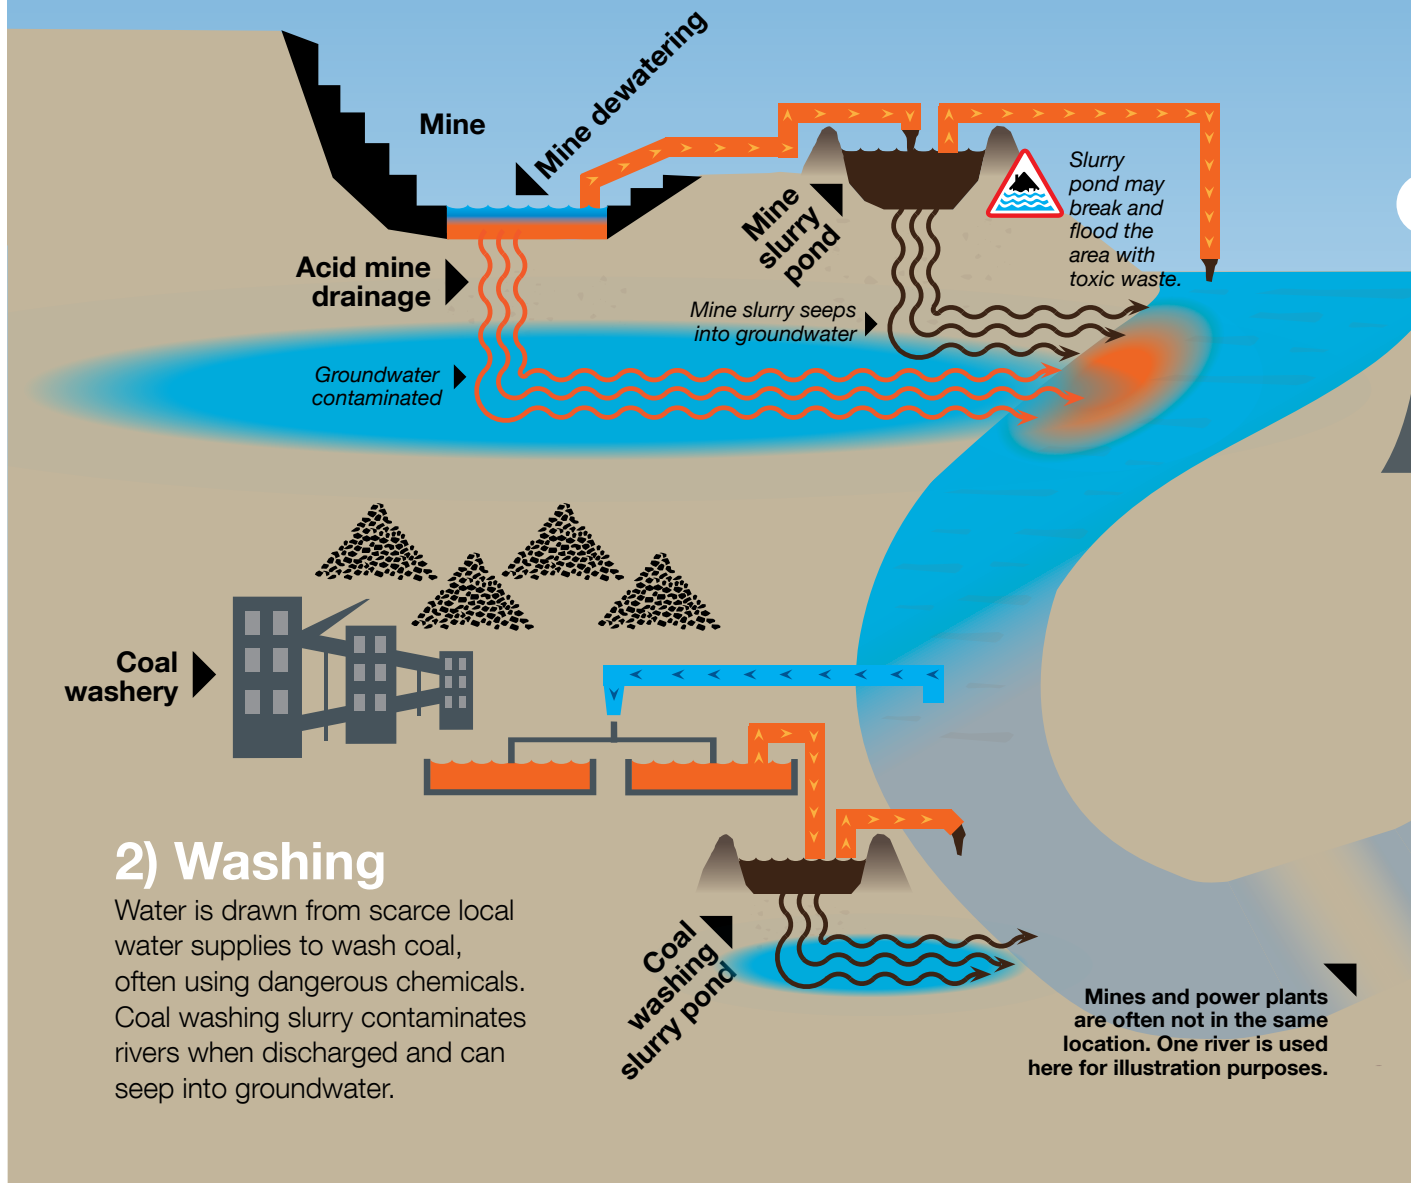 Mine
Mine dewatering
Acid mine
drainage
Groundwater
contaminated
Mine
slurry
pond
Mine slurry seeps
into groundwater
Slurry
pond may
break and
flood the
area with
toxic waste.
Coal
washery
2) Washing
Water is drawn from scarce local
water supplies to wash coal,
often using dangerous chemicals.
Coal washing slurry contaminates
rivers when discharged and can
seep into groundwater.
Coal
washing
slurry pond
Mines and power plants
are often not in the same
location. One river is used
here for illustration purposes.